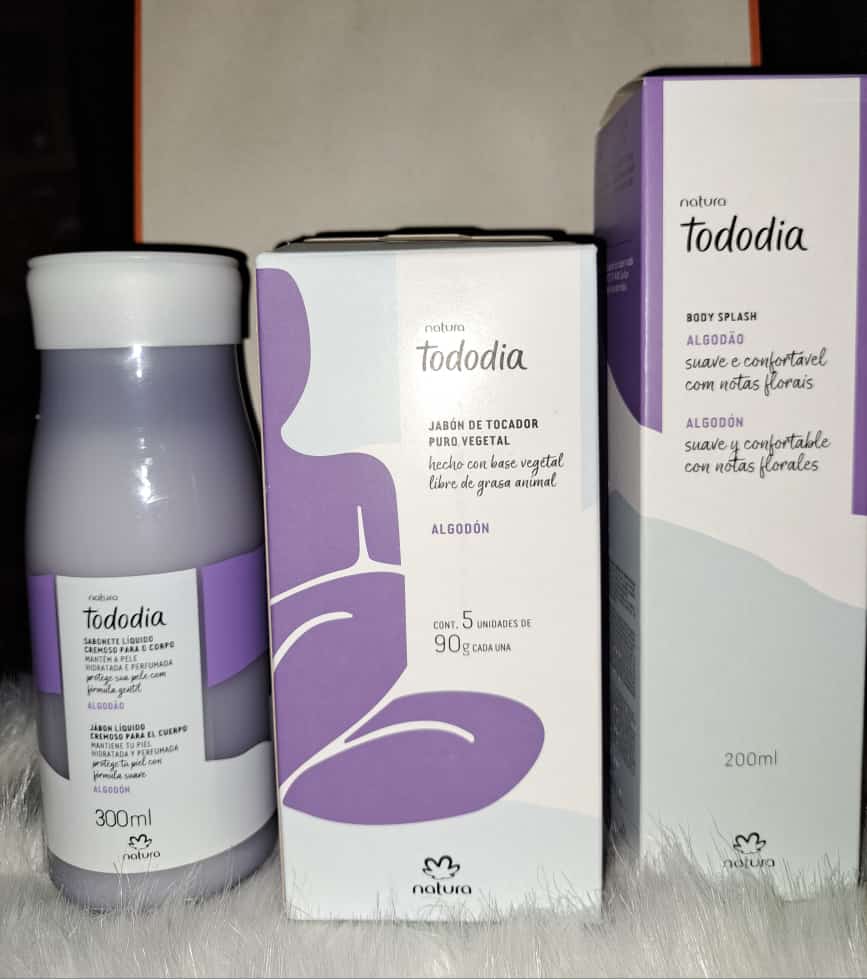 natura
Tododia
SABONETE LÍQUIDO
CREMOSO PARA O CORPO
MANTÉM A PELE
HIDRATADA E PERFUMADA
protege sua pele com
fórmula gentil
ALGODÃO
JABÓN LÍQUIDO
CREMOSO PARA EL CUERPO
MANTIENE TU PIEL
HIDRATADA Y PERFUMADA
protege tu piel con
fórmula suave
ALGODÓN
300ml
natura
natura
Tododia
JABÓN DE TOCADOR
PURO VEGETAL
hecho con base vegetal
libre de grasa animal
ALGODÓN
CONT. 5 UNIDADES DE
90g CADA UNA
natura
natura
Tododia
BODY SPLASH
ALGODÃO
suave e confortável
com notas florais
ALGODÓN
suave y confortable
con notas florales
200ml
natura